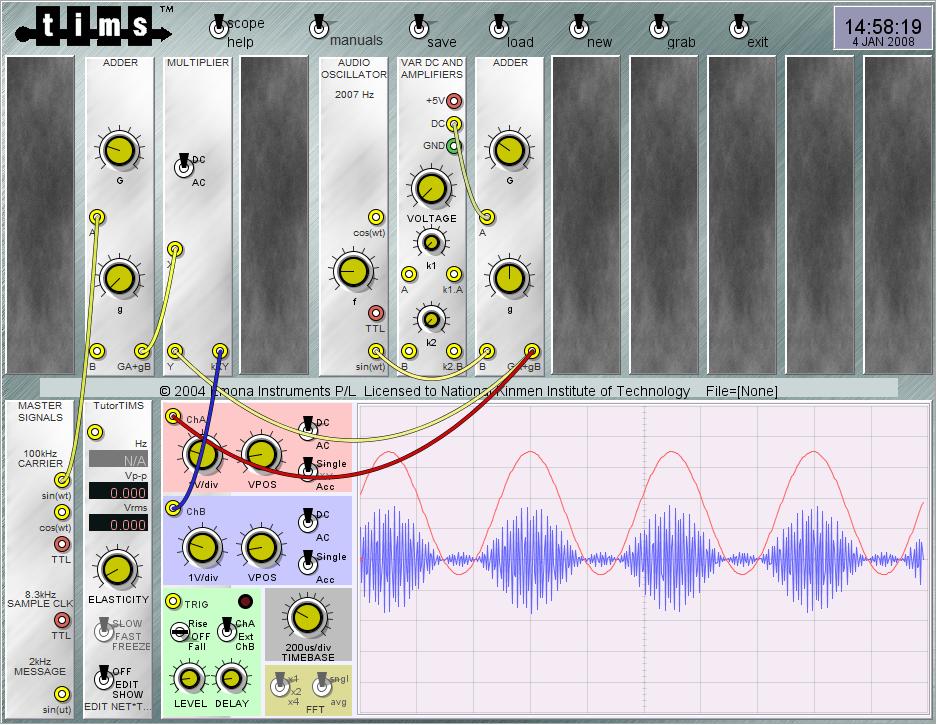 tims TM
scope
help
manuals
save
load
new
grab
exit
14:58:19
4 JAN 2008
ADDER
G
A
g
B GA+gB
MULTIPLIER
DC
AC
X
Y kXY
AUDIO
OSCILLATOR
2007 Hz
cos(wt)
f
TTL
sin(wt)
VAR DC AND
AMPLIFIERS
+5V
DC
GND
VOLTAGE
k1
A k1.A
k2
B k2.B
ADDER
G
A
g
B GA+gB
© 2004 Emona Instruments P/L Licensed to National Kinmen Institute of Technology File=[None]
MASTER
SIGNALS
100kHz
CARRIER
sin(wt)
cos(wt)
TTL
8.3kHz
SAMPLE CLK
TTL
2kHz
MESSAGE
sin(ut)
TutorTIMS
Hz
N/A
Vp-p
0.000
Vrms
0.000
ELASTICITY
SLOW
FAST
FREEZE
OFF
EDIT
SHOW
EDIT NET*T...
ChA
DC
AC
1V/div
VPOS
Single
Acc
ChB
DC
AC
1V/div
VPOS
Single
Acc
TRIG
Rise
OFF
Fall
ChA
Ext
ChB
LEVEL
DELAY
200us/div
TIMEBASE
x1
x2
x4
sngl
avg
FFT